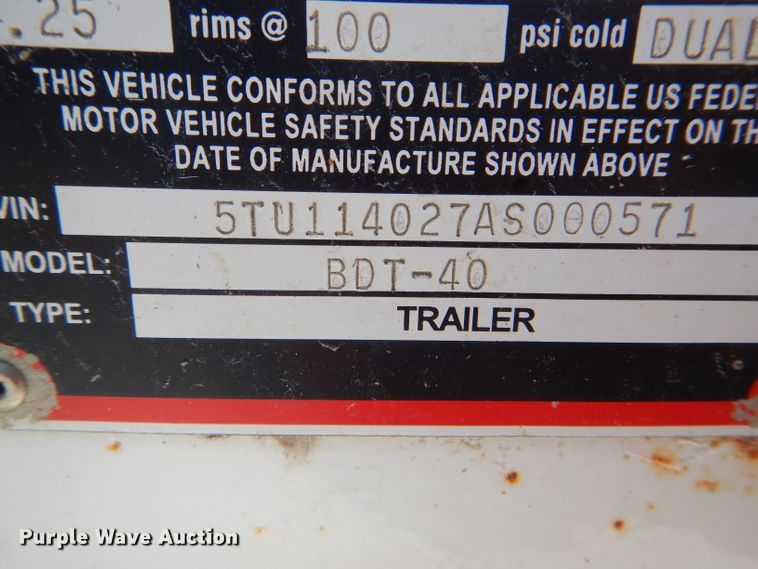 .25 rims @ 100 psi cold DUAL
THIS VEHICLE CONFORMS TO ALL APPLICABLE US FEDE
MOTOR VEHICLE SAFETY STANDARDS IN EFFECT ON TH
DATE OF MANUFACTURE SHOWN ABOVE
VIN: 5TU114027AS000571
MODEL: BDT-40
TYPE: TRAILER
Purple Wave Auction